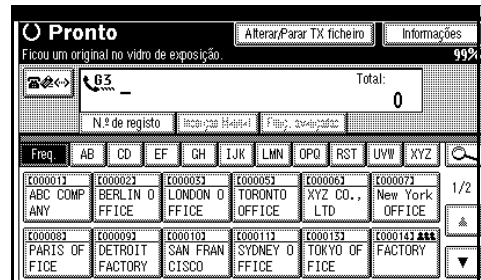 Pronto
Alterar/Parar TX ficheiro
Informações
Ficou um original no vidro de exposição.
99%
G3 _
Total:
0
N.º de registo
Freq.
AB
CD
EF
GH
IJK
LMN
OPQ
RST
UVW
XYZ
[00001]
ABC COMP
ANY
[00002]
BERLIN O
FFICE
[00003]
LONDON O
FFICE
[00005]
TORONTO
OFFICE
[00006]
XYZ CO.,
LTD
[00007]
New York
OFFICE
1/2
[00008]
PARIS OF
FICE
[00009]
DETROIT
FACTORY
[00010]
SAN FRAN
CISCO
[00011]
SYDNEY O
FFICE
[00013]
TOKYO OF
FICE
[00014]
FACTORY